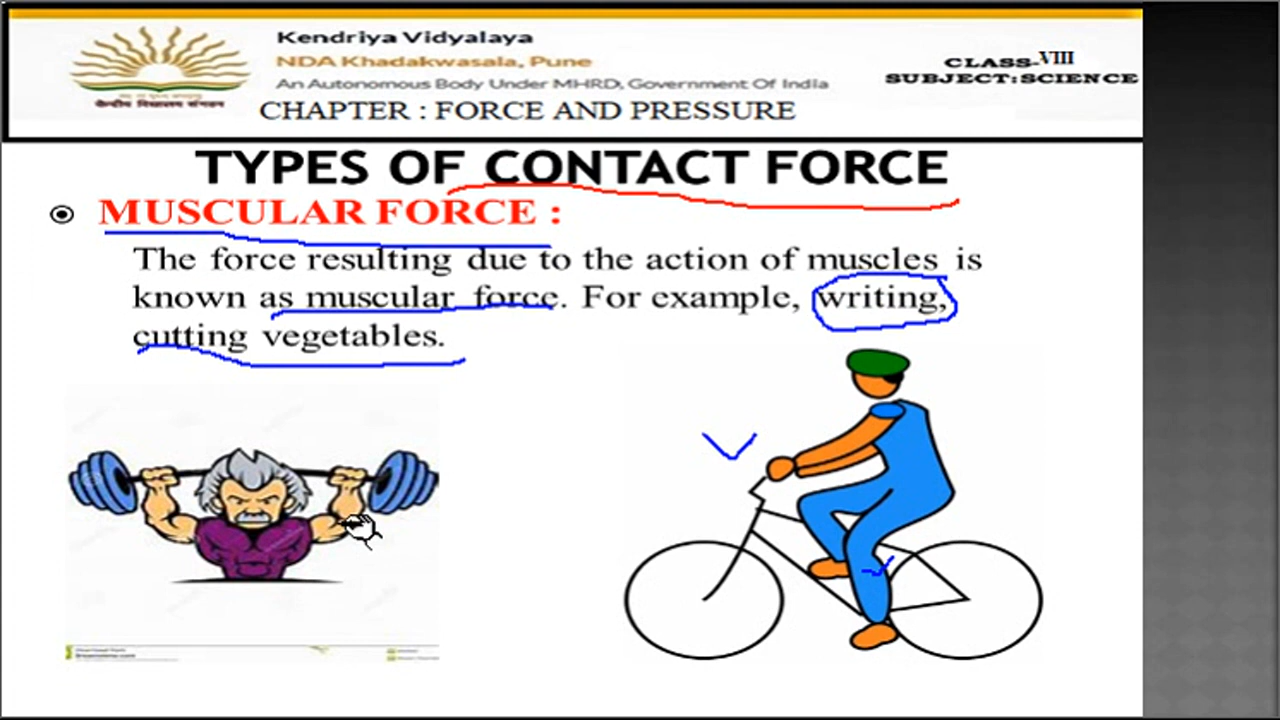 Kendriya Vidyalaya
NDA Khadakwasala, Pune
An Autonomous Body Under MHRD, Government Of India
केन्द्रीय विद्यालय संगठन
CLASS-VIII
SUBJECT:SCIENCE
CHAPTER : FORCE AND PRESSURE
TYPES OF CONTACT FORCE
MUSCULAR FORCE :
The force resulting due to the action of muscles is
known as muscular force. For example, writing,
cutting vegetables.